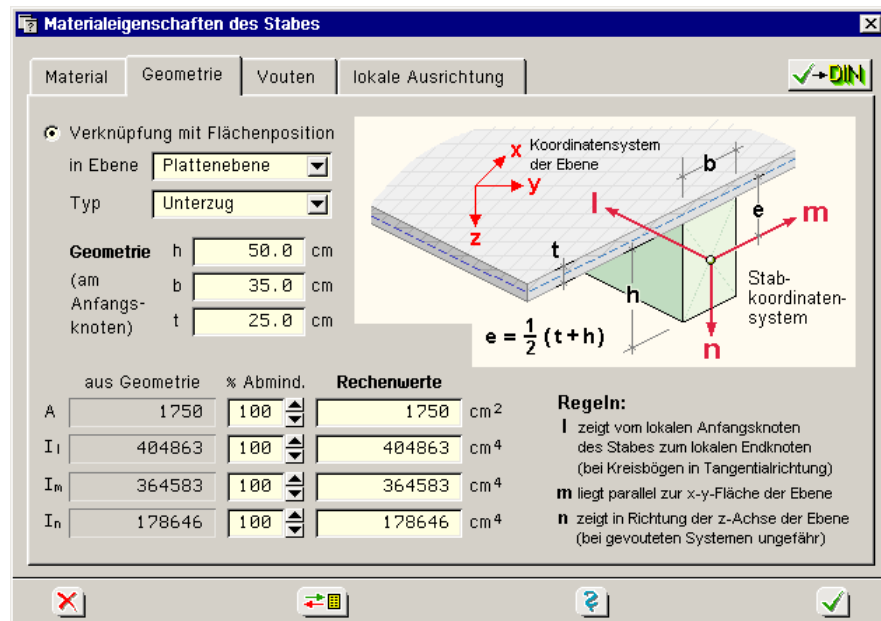 Materialeigenschaften des Stabes
Material
Geometrie
Vouten
lokale Ausrichtung
DIN
Verknüpfung mit Flächenposition
in Ebene Plattenebene
Typ Unterzug
Geometrie h 50.0 cm
(am b 35.0 cm
Anfangs-
knoten) t 25.0 cm
x Koordinatensystem
der Ebene
y
z
b
l
e
m
t
h
n
Stab-
koordinaten-
system
e = 1/2 (t+h)
aus Geometrie % Abmind. Rechenwerte
A 1750 100 1750 cm²
Iₗ 404863 100 404863 cm⁴
Iₘ 364583 100 364583 cm⁴
Iₙ 178646 100 178646 cm⁴
Regeln:
l zeigt vom lokalen Anfangsknoten
des Stabes zum lokalen Endknoten
(bei Kreisbögen in Tangentialrichtung)
m liegt parallel zur x-y-Fläche der Ebene
n zeigt in Richtung der z-Achse der Ebene
(bei gevouteten Systemen ungefähr)